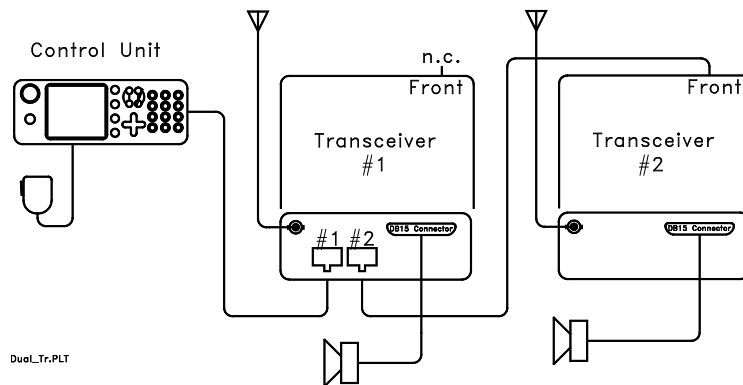 Control Unit
n.c.
Front
Front
Transceiver
#1
Transceiver
#2
#1 #2
DB15 Connector
DB15 Connector
Dual_Tr.PLT